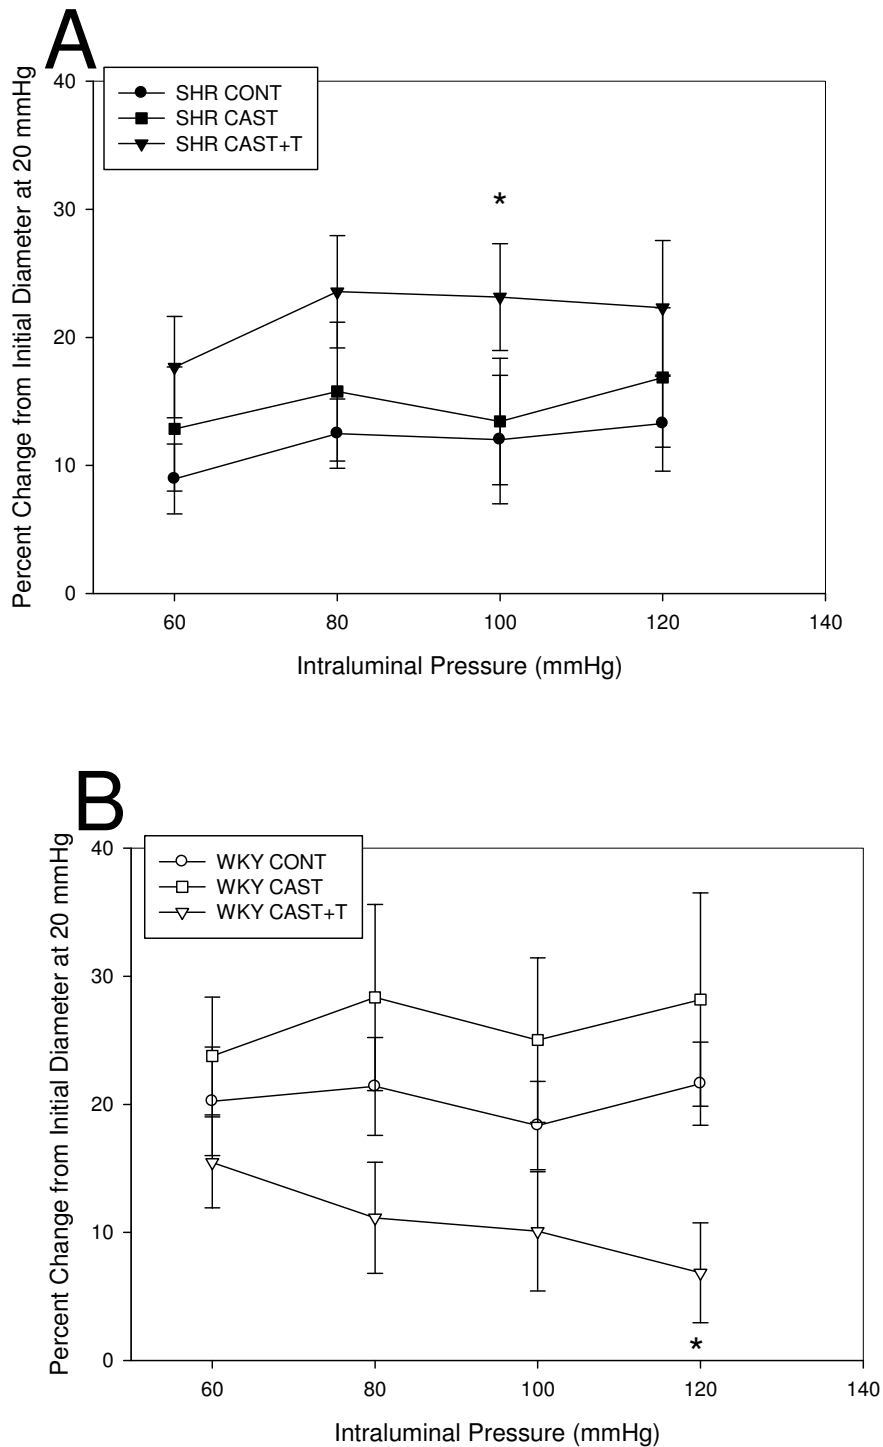 A
Percent Change from Initial Diameter at 20 mmHg
40
30
20
10
0
SHR CONT
SHR CAST
SHR CAST+T
*
60 80 100 120 140
Intraluminal Pressure (mmHg)
B
Percent Change from Initial Diameter at 20 mmHg
40
30
20
10
0
WKY CONT
WKY CAST
WKY CAST+T
*
60 80 100 120 140
Intraluminal Pressure (mmHg)